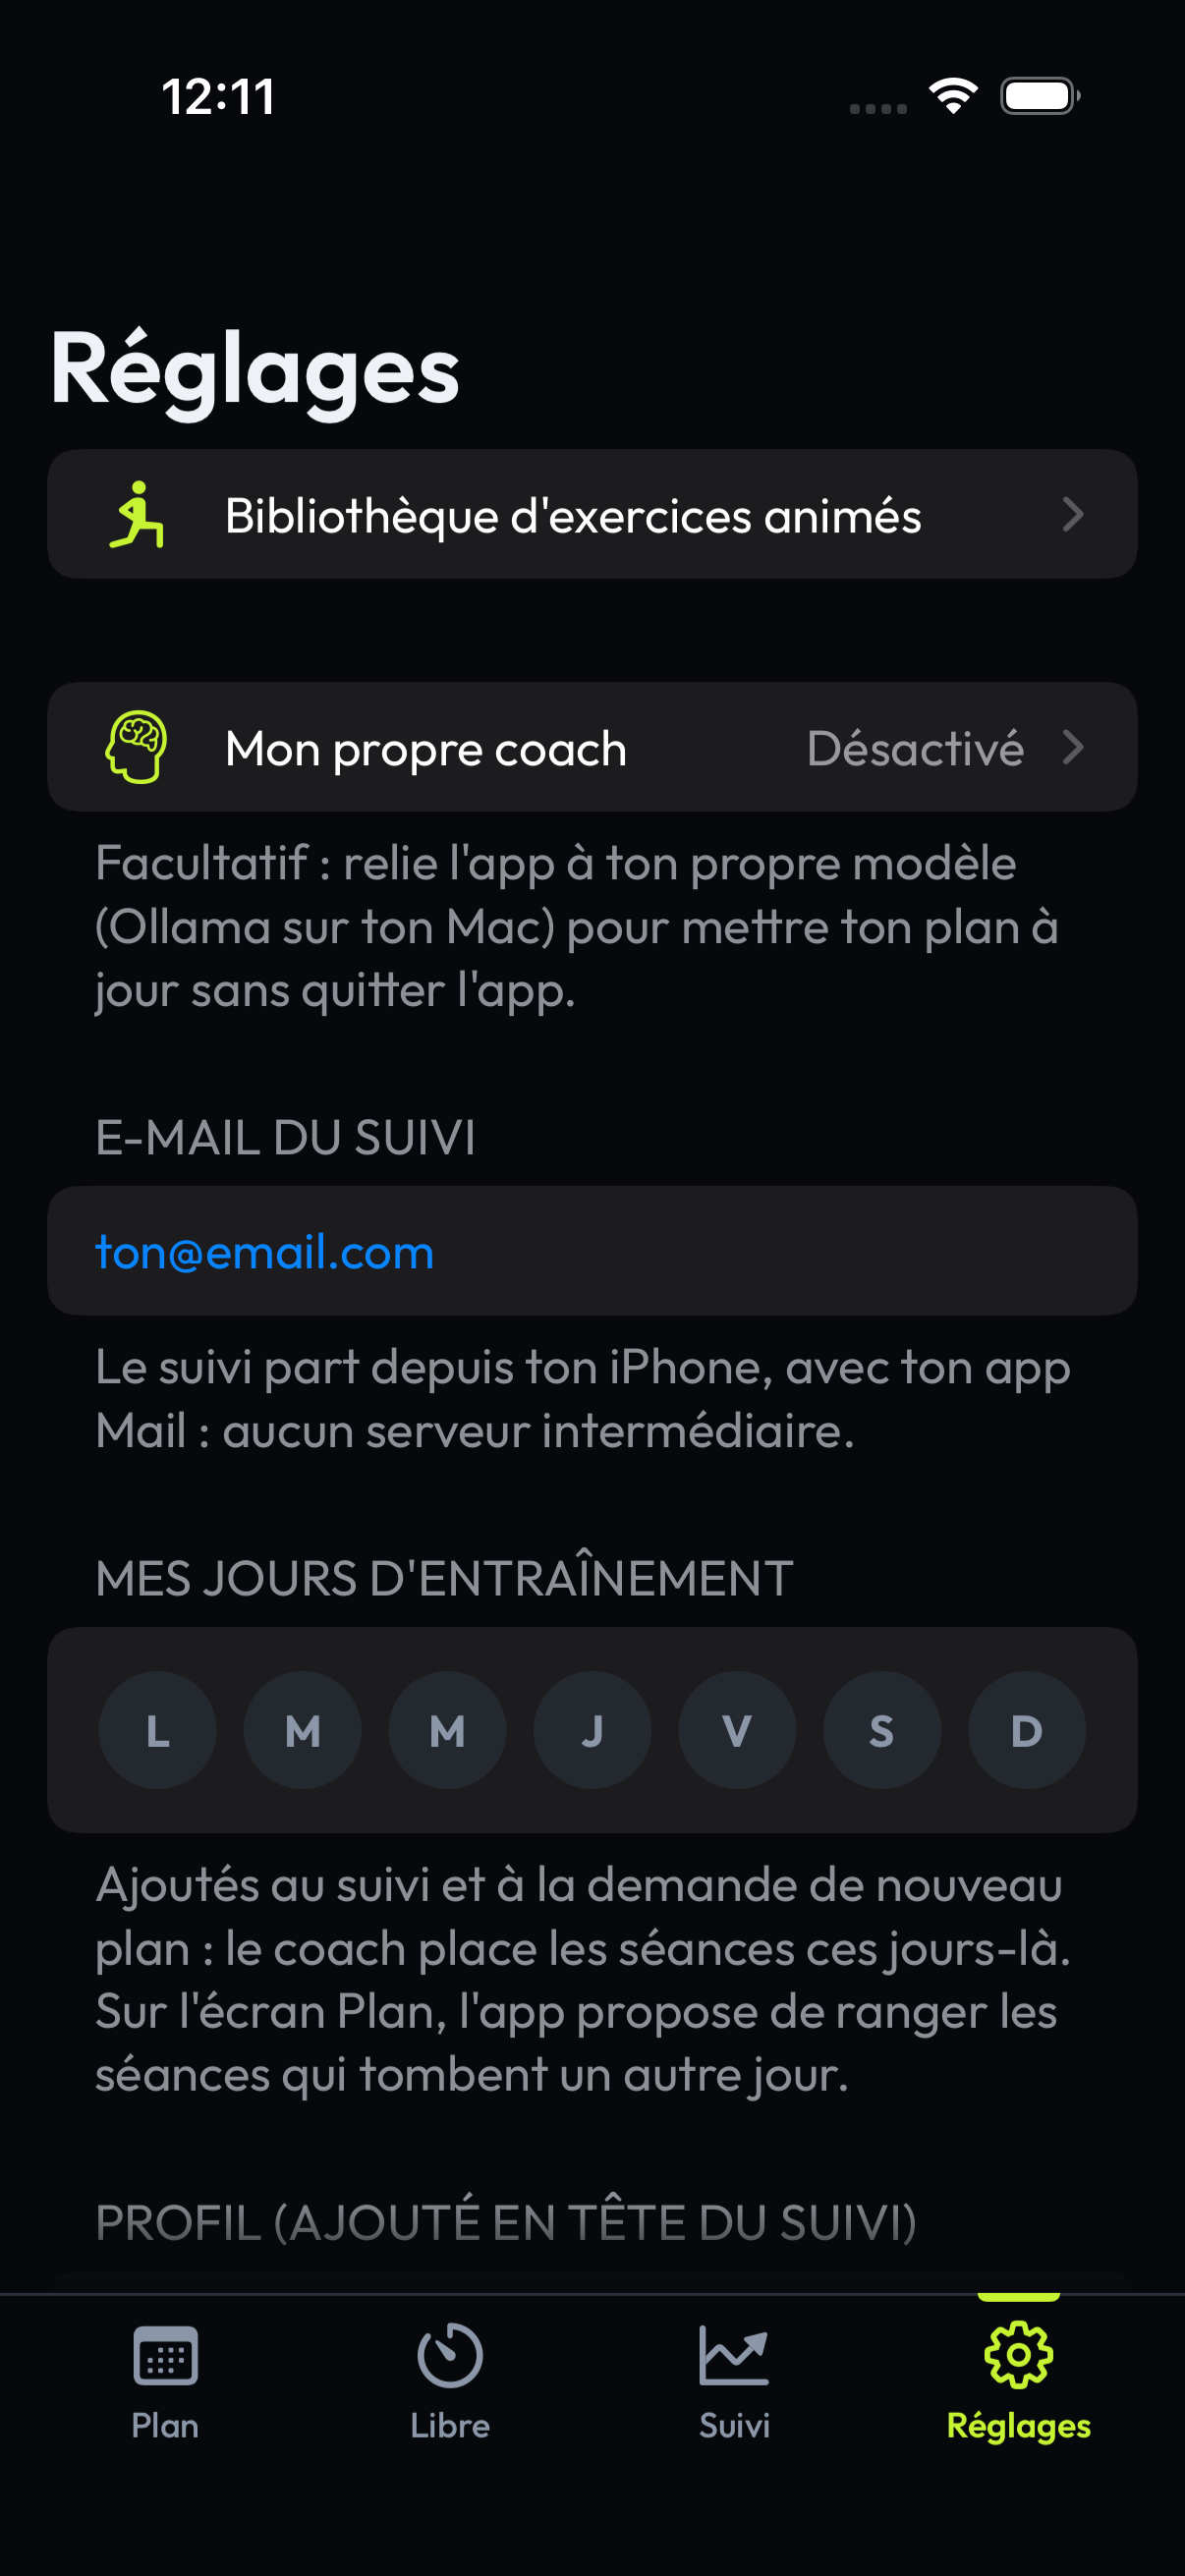 12:11
Réglages
Bibliothèque d'exercices animés
Mon propre coach Désactivé
Facultatif : relie l'app à ton propre modèle
(Ollama sur ton Mac) pour mettre ton plan à
jour sans quitter l'app.
E-MAIL DU SUIVI
ton@email.com
Le suivi part depuis ton iPhone, avec ton app
Mail : aucun serveur intermédiaire.
MES JOURS D'ENTRAÎNEMENT
L M M J V S D
Ajoutés au suivi et à la demande de nouveau
plan : le coach place les séances ces jours-là.
Sur l'écran Plan, l'app propose de ranger les
séances qui tombent un autre jour.
PROFIL (AJOUTÉ EN TÊTE DU SUIVI)
Plan Libre Suivi Réglages